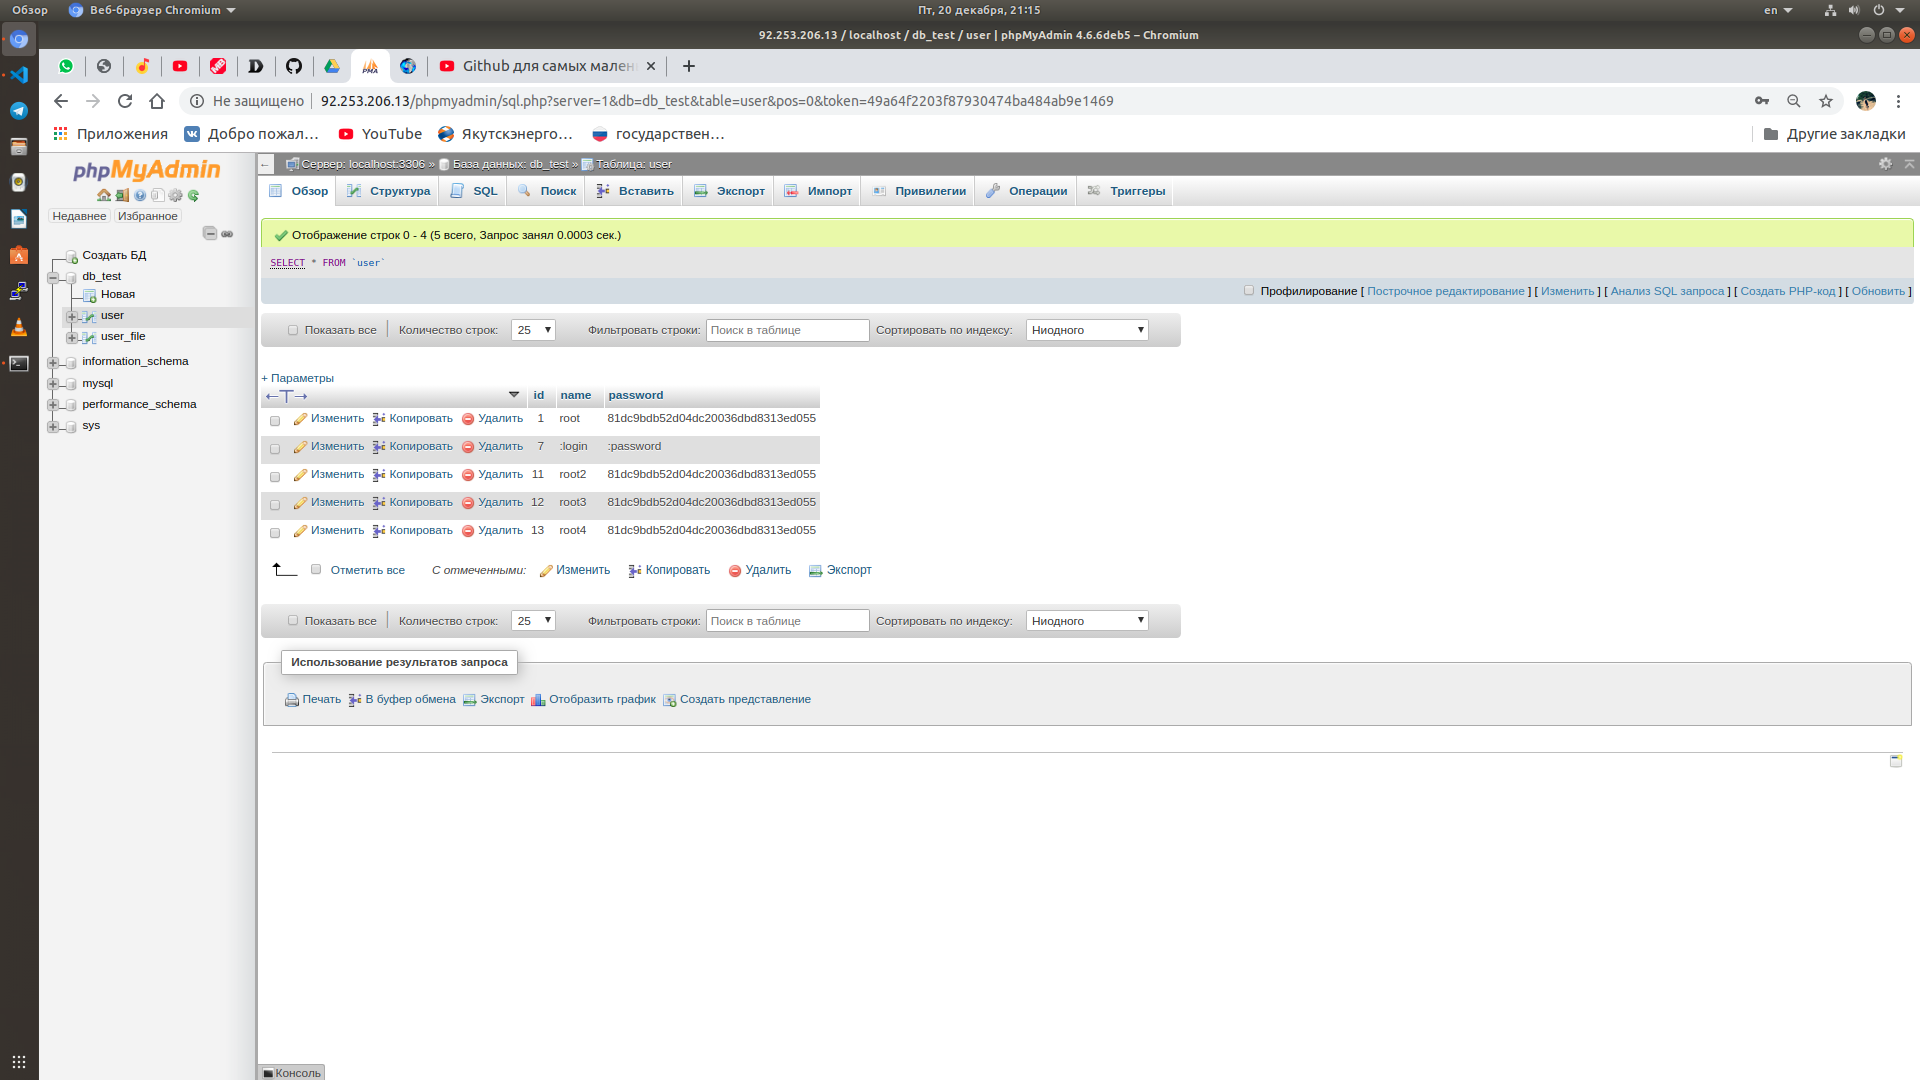 Обзор Веб-браузер Chromium Пт, 20 декабря, 21:15 en
92.253.206.13 / localhost / db_test / user | phpMyAdmin 4.6.6deb5 – Chromium
Github для самых мален
Не защищено 92.253.206.13/phpmyadmin/sql.php?server=1&db=db_test&table=user&pos=0&token=49a64f2203f87930474ba484ab9e1469
Приложения Добро пожал… YouTube Якутскэнерго… государствен… Другие закладки
phpMyAdmin
Недавнее Избранное
Создать БД
db_test
Новая
user
user_file
information_schema
mysql
performance_schema
sys
Сервер: localhost:3306 » База данных: db_test » Таблица: user
Обзор Структура SQL Поиск Вставить Экспорт Импорт Привилегии Операции Триггеры
Отображение строк 0 - 4 (5 всего, Запрос занял 0.0003 сек.)
SELECT * FROM `user`
Профилирование [ Построчное редактирование ] [ Изменить ] [ Анализ SQL запроса ] [ Создать PHP-код ] [ Обновить ]
Показать все Количество строк: 25 Фильтровать строки: Поиск в таблице Сортировать по индексу: Ниодного
+ Параметры
←T→ id name password
Изменить Копировать Удалить 1 root 81dc9bdb52d04dc20036dbd8313ed055
Изменить Копировать Удалить 7 :login :password
Изменить Копировать Удалить 11 root2 81dc9bdb52d04dc20036dbd8313ed055
Изменить Копировать Удалить 12 root3 81dc9bdb52d04dc20036dbd8313ed055
Изменить Копировать Удалить 13 root4 81dc9bdb52d04dc20036dbd8313ed055
Отметить все С отмеченными: Изменить Копировать Удалить Экспорт
Показать все Количество строк: 25 Фильтровать строки: Поиск в таблице Сортировать по индексу: Ниодного
Использование результатов запроса
Печать В буфер обмена Экспорт Отобразить график Создать представление
Консоль